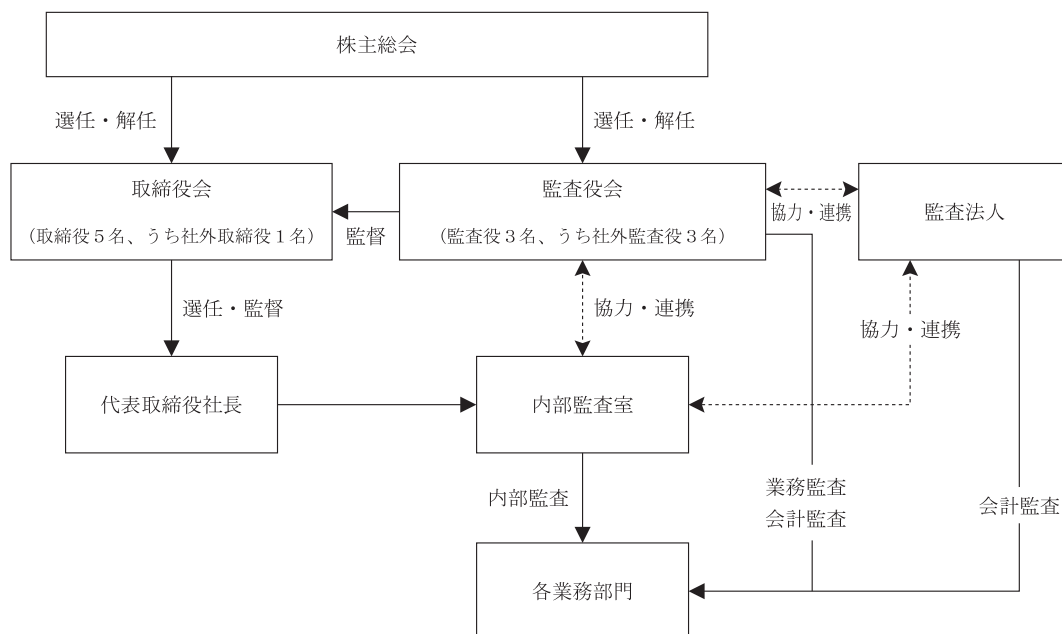 株主総会
選任・解任
選任・解任
取締役会
(取締役5名、うち社外取締役1名)
監督
監査役会
(監査役3名、うち社外監査役3名)
協力・連携
監査法人
選任・監督
協力・連携
協力・連携
代表取締役社長
内部監査室
内部監査
業務監査
会計監査
会計監査
各業務部門